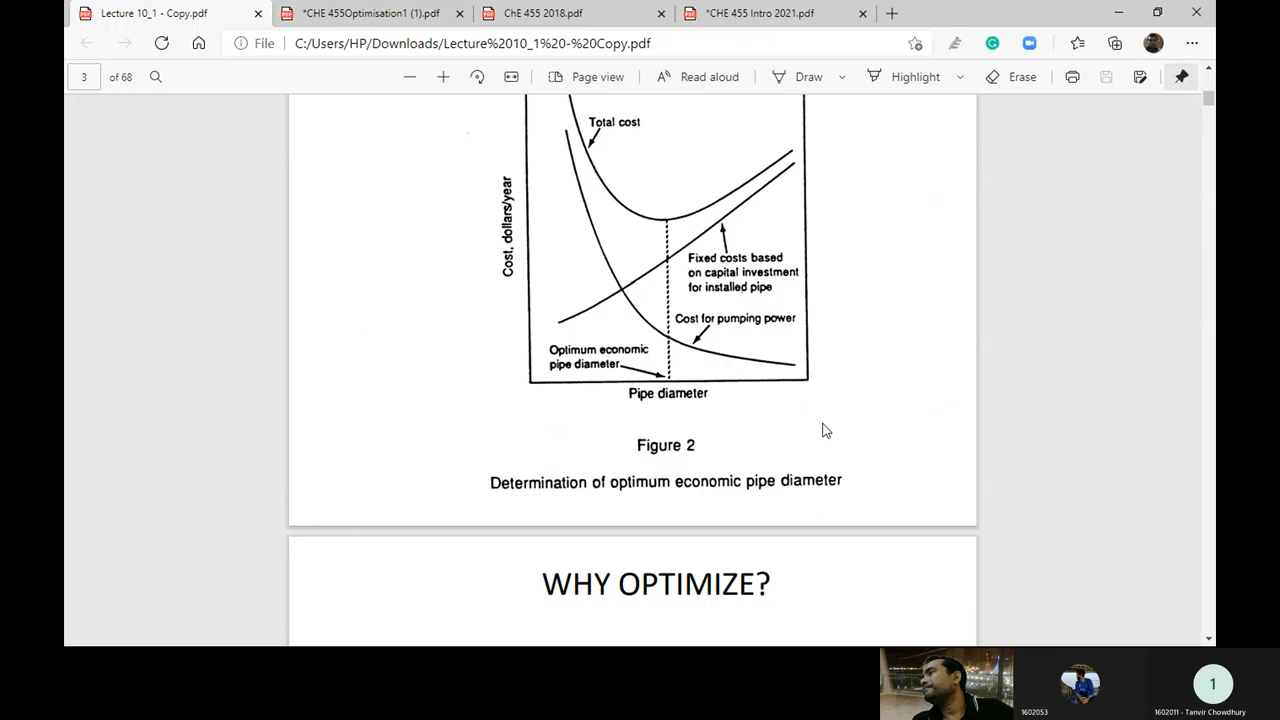 Lecture 10_1 - Copy.pdf
*CHE 455Optimisation1 (1).pdf
ChE 455 2018.pdf
*CHE 455 Intro 2021.pdf
File
C:/Users/HP/Downloads/Lecture%2010_1%20-%20Copy.pdf
3 of 68
Page view
Read aloud
Draw
Highlight
Erase
Total cost
Cost, dollars/year
Fixed costs based
on capital investment
for installed pipe
Cost for pumping power
Optimum economic
pipe diameter
Pipe diameter
Figure 2
Determination of optimum economic pipe diameter
WHY OPTIMIZE?
1
1602053
1602011 - Tanvir Chowdhury